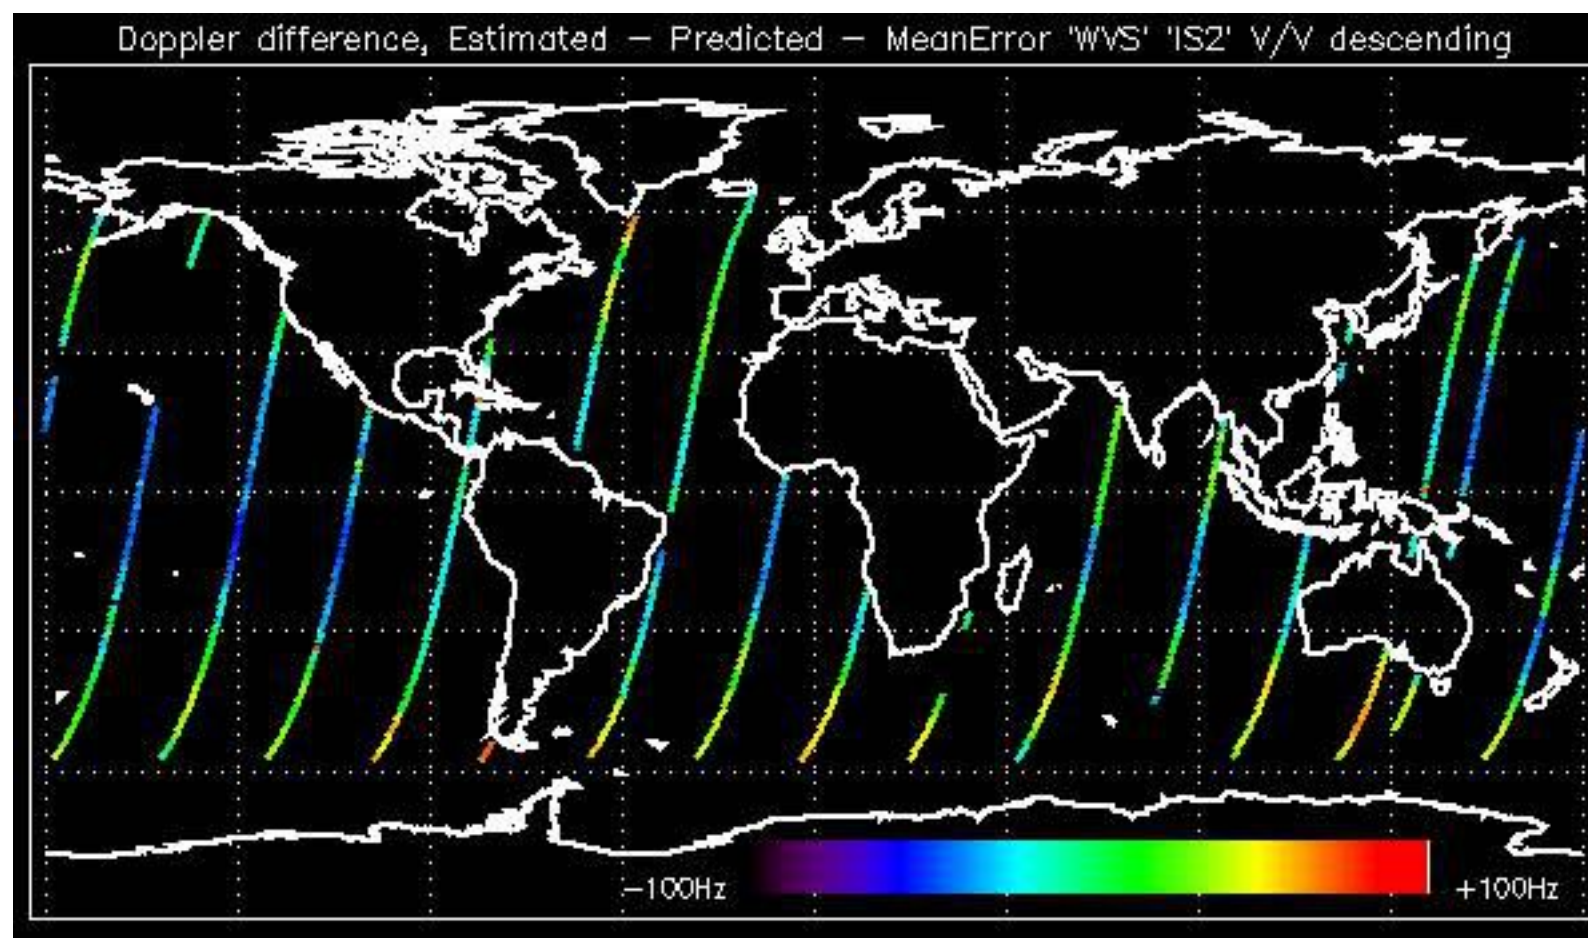 Doppler difference, Estimated – Predicted – MeanError 'WVS' 'IS2' V/V descending
−100Hz +100Hz